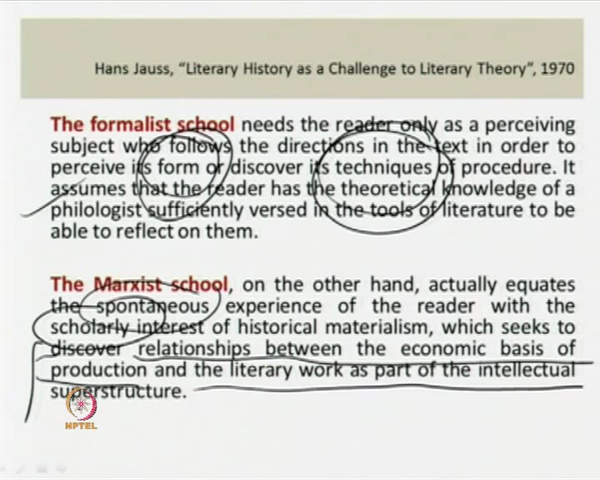 Hans Jauss, "Literary History as a Challenge to Literary Theory", 1970
The formalist school needs the reader only as a perceiving
subject who follows the directions in the text in order to
perceive its form or discover its techniques of procedure. It
assumes that the reader has the theoretical knowledge of a
philologist sufficiently versed in the tools of literature to be
able to reflect on them.
The Marxist school, on the other hand, actually equates
the spontaneous experience of the reader with the
scholarly interest of historical materialism, which seeks to
discover relationships between the economic basis of
production and the literary work as part of the intellectual
superstructure.
NPTEL